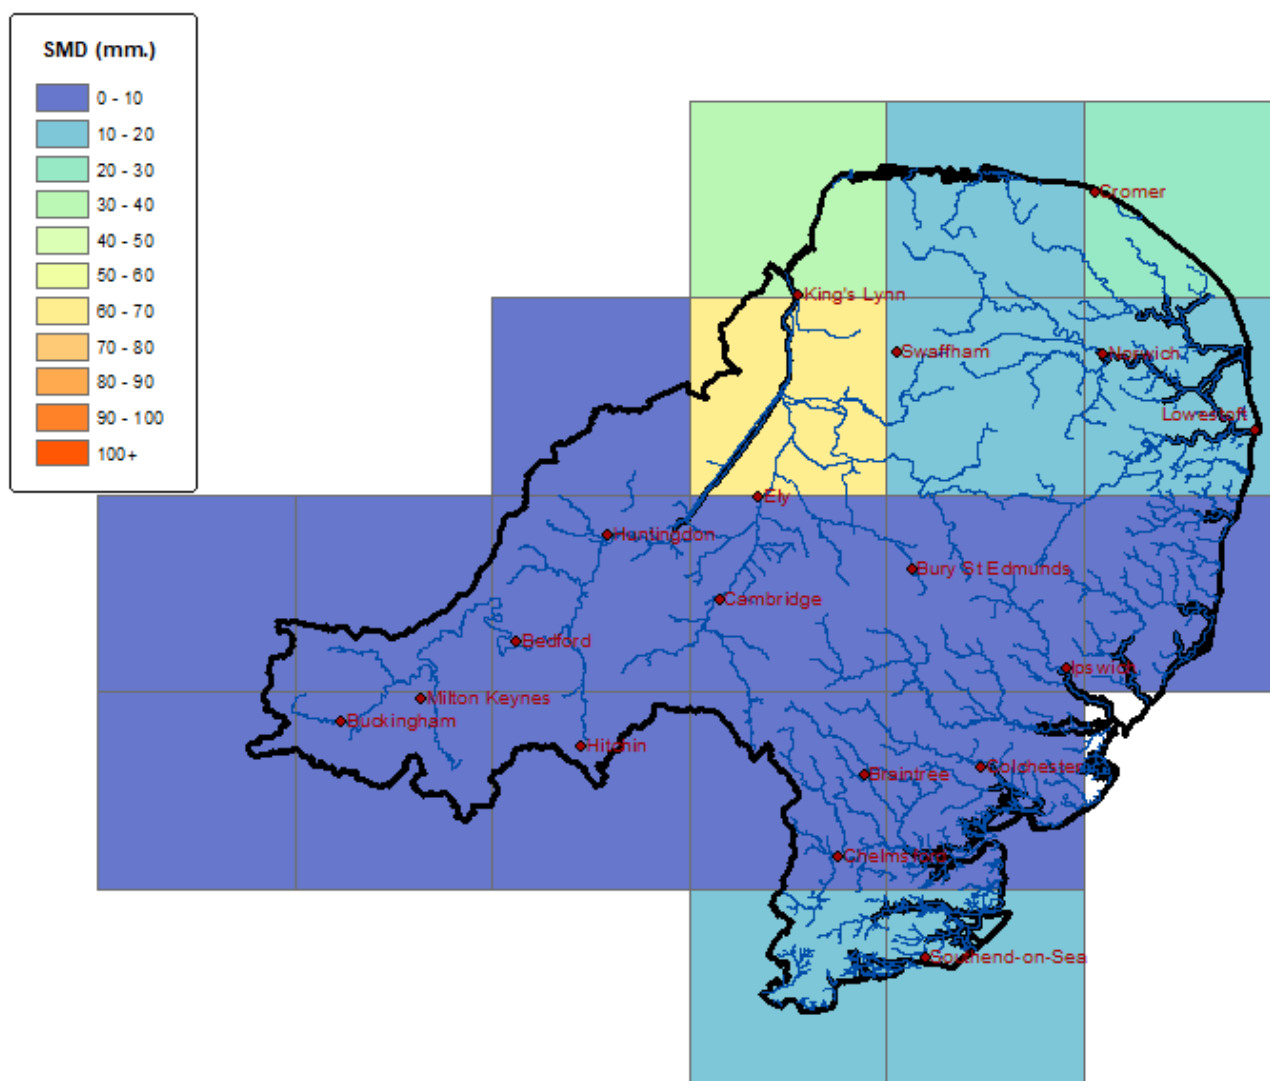 SMD (mm.)
0 - 10
10 - 20
20 - 30
30 - 40
40 - 50
50 - 60
60 - 70
70 - 80
80 - 90
90 - 100
100+
Cromer
King's Lynn
Swaffham
Norwich
Lowestoft
Ely
Huntingdon
Bury St Edmunds
Cambridge
Bedford
Ipswich
Milton Keynes
Buckingham
Hitchin
Braintree
Colchester
Chelmsford
Southend-on-Sea